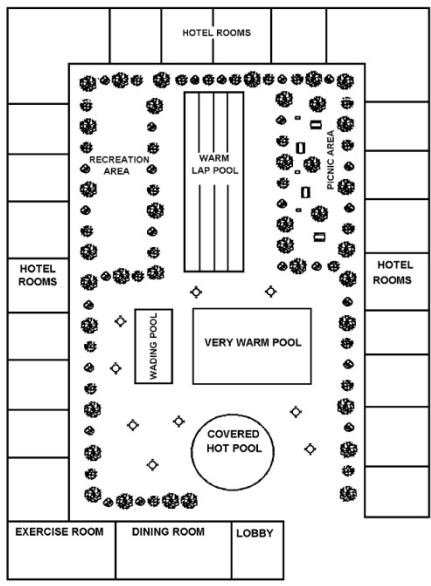 HOTEL ROOMS
RECREATION
AREA
WARM
LAP POOL
PICNIC AREA
HOTEL
ROOMS
HOTEL
ROOMS
WADING POOL
VERY WARM POOL
COVERED
HOT POOL
EXERCISE ROOM
DINING ROOM
LOBBY